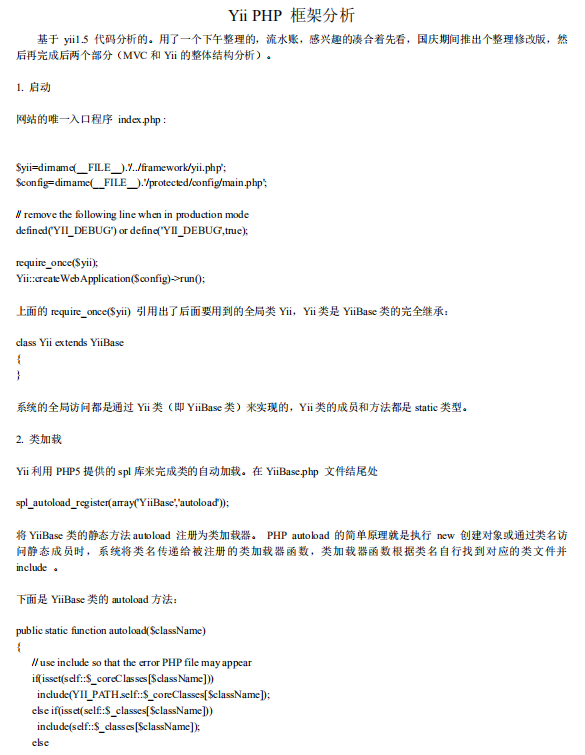 Yii PHP 框架分析
基于 yii1.5 代码分析的。用了一个下午整理的，流水账，感兴趣的凑合着先看，国庆期间推出个整理修改版，然
后再完成后两个部分（MVC 和 Yii 的整体结构分析）。
1. 启动
网站的唯一入口程序 index.php :
$yii=dirname(__FILE__).'/../framework/yii.php';
$config=dirname(__FILE__).'/protected/config/main.php';
// remove the following line when in production mode
defined('YII_DEBUG') or define('YII_DEBUG',true);
require_once($yii);
Yii::createWebApplication($config)->run();
上面的 require_once($yii) 引用出了后面要用到的全局类 Yii，Yii 类是 YiiBase 类的完全继承：
class Yii extends YiiBase
{
}
系统的全局访问都是通过 Yii 类（即 YiiBase 类）来实现的，Yii 类的成员和方法都是 static 类型。
2. 类加载
Yii 利用 PHP5 提供的 spl 库来完成类的自动加载。在 YiiBase.php 文件结尾处
spl_autoload_register(array('YiiBase','autoload'));
将 YiiBase 类的静态方法 autoload 注册为类加载器。 PHP autoload 的简单原理就是执行 new 创建对象或通过类名访
问静态成员时，系统将类名传递给被注册的类加载器函数，类加载器函数根据类名自行找到对应的类文件并
include 。
下面是 YiiBase 类的 autoload 方法：
public static function autoload($className)
{
// use include so that the error PHP file may appear
if(isset(self::$_coreClasses[$className]))
include(YII_PATH.self::$_coreClasses[$className]);
else if(isset(self::$_classes[$className]))
include(self::$_classes[$className]);
else